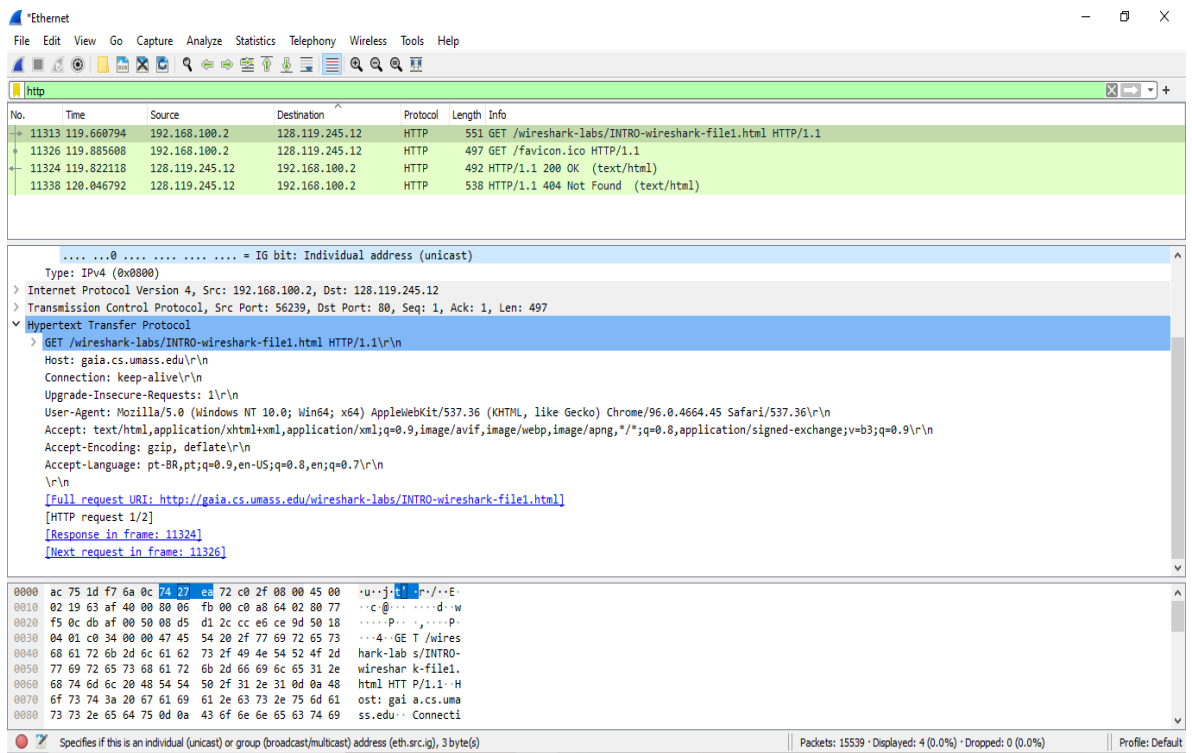 *Ethernet
File Edit View Go Capture Analyze Statistics Telephony Wireless Tools Help
http
No. Time Source Destination Protocol Length Info
11313 119.660794 192.168.100.2 128.119.245.12 HTTP 551 GET /wireshark-labs/INTRO-wireshark-file1.html HTTP/1.1
11326 119.885608 192.168.100.2 128.119.245.12 HTTP 497 GET /favicon.ico HTTP/1.1
11324 119.822118 128.119.245.12 192.168.100.2 HTTP 492 HTTP/1.1 200 OK (text/html)
11338 120.046792 128.119.245.12 192.168.100.2 HTTP 538 HTTP/1.1 404 Not Found (text/html)
.... ...0 .... .... .... .... = IG bit: Individual address (unicast)
Type: IPv4 (0x0800)
Internet Protocol Version 4, Src: 192.168.100.2, Dst: 128.119.245.12
Transmission Control Protocol, Src Port: 56239, Dst Port: 80, Seq: 1, Ack: 1, Len: 497
Hypertext Transfer Protocol
GET /wireshark-labs/INTRO-wireshark-file1.html HTTP/1.1\r\n
Host: gaia.cs.umass.edu\r\n
Connection: keep-alive\r\n
Upgrade-Insecure-Requests: 1\r\n
User-Agent: Mozilla/5.0 (Windows NT 10.0; Win64; x64) AppleWebKit/537.36 (KHTML, like Gecko) Chrome/96.0.4664.45 Safari/537.36\r\n
Accept: text/html,application/xhtml+xml,application/xml;q=0.9,image/avif,image/webp,image/apng,*/*;q=0.8,application/signed-exchange;v=b3;q=0.9\r\n
Accept-Encoding: gzip, deflate\r\n
Accept-Language: pt-BR,pt;q=0.9,en-US;q=0.8,en;q=0.7\r\n
\r\n
[Full request URI: http://gaia.cs.umass.edu/wireshark-labs/INTRO-wireshark-file1.html]
[HTTP request 1/2]
[Response in frame: 11324]
[Next request in frame: 11326]
0000 ac 75 1d f7 6a 0c 74 27 ea 72 c0 2f 08 00 45 00 ·u··j·t' ·r·/··E·
0010 02 19 63 af 40 00 80 06 fb 00 c0 a8 64 02 80 77 ··c·@··· ····d··w
0020 f5 0c db af 00 50 08 d5 d1 2c cc e6 ce 9d 50 18 ·····P·· ·,····P·
0030 04 01 c0 34 00 00 47 45 54 20 2f 77 69 72 65 73 ···4··GE T /wires
0040 68 61 72 6b 2d 6c 61 62 73 2f 49 4e 54 52 4f 2d hark-lab s/INTRO-
0050 77 69 72 65 73 68 61 72 6b 2d 66 69 6c 65 31 2e wireshar k-file1.
0060 68 74 6d 6c 20 48 54 54 50 2f 31 2e 31 0d 0a 48 html HTT P/1.1··H
0070 6f 73 74 3a 20 67 61 69 61 2e 63 73 2e 75 6d 61 ost: gai a.cs.uma
0080 73 73 2e 65 64 75 0d 0a 43 6f 6e 6e 65 63 74 69 ss.edu·· Connecti
Specifies if this is an individual (unicast) or group (broadcast/multicast) address (eth.src.ig), 3 byte(s) Packets: 15539 · Displayed: 4 (0.0%) · Dropped: 0 (0.0%) Profile: Default